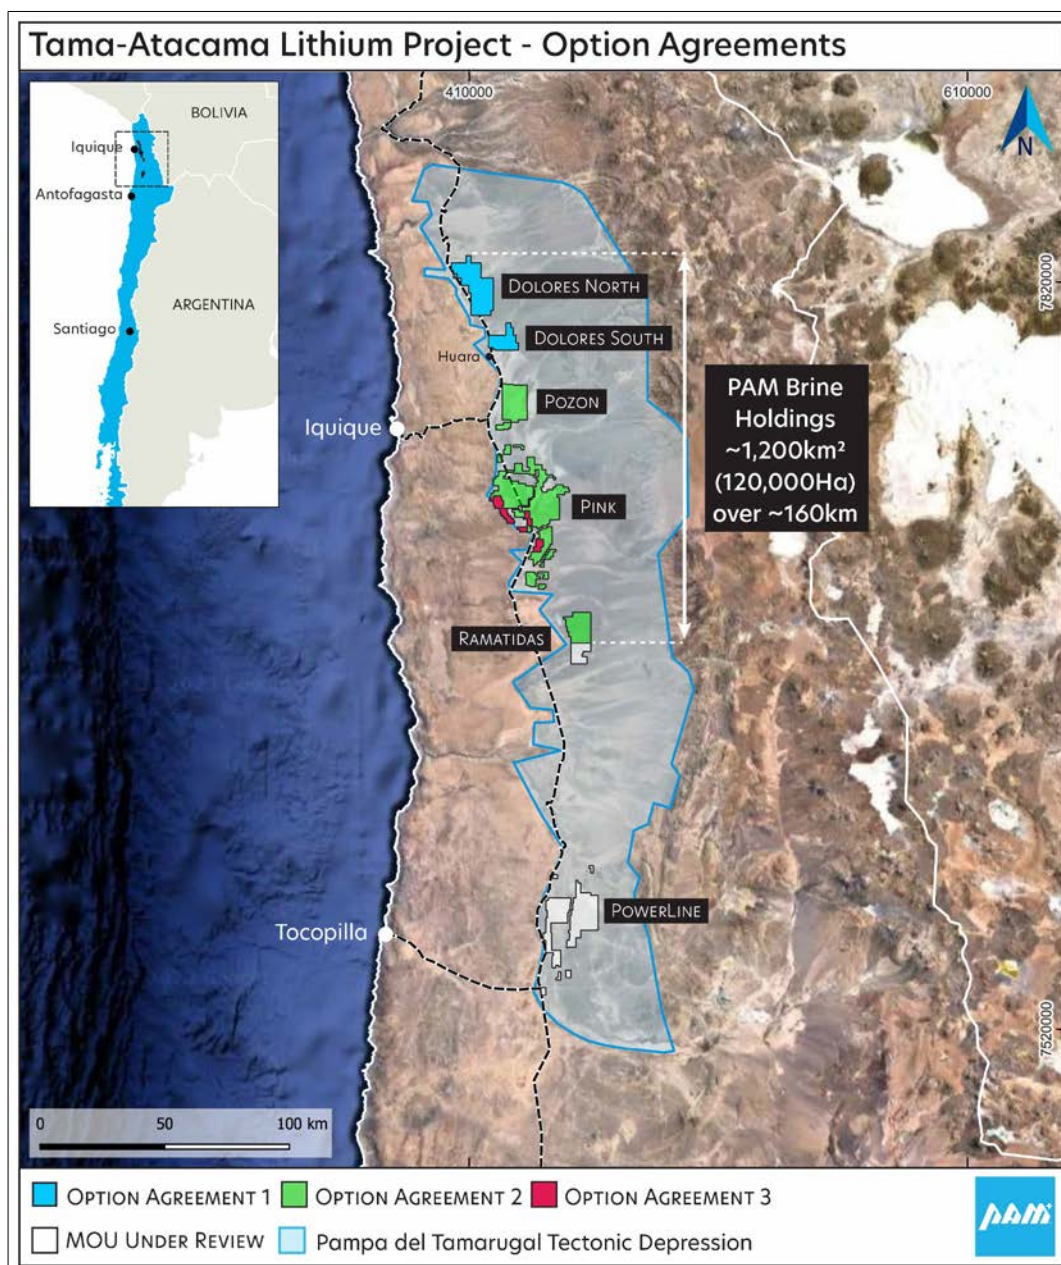 Tama-Atacama Lithium Project - Option Agreements
410000
610000
BOLIVIA
Iquique
Antofagasta
ARGENTINA
Santiago
N
7820000
DOLORES NORTH
DOLORES SOUTH
Huara
POZON
Iquique
PINK
PAM Brine
Holdings
~1,200km²
(120,000Ha)
over ~160km
RAMATIDAS
POWERLINE
Tocopilla
7520000
0 50 100 km
OPTION AGREEMENT 1
OPTION AGREEMENT 2
OPTION AGREEMENT 3
MOU UNDER REVIEW
Pampa del Tamarugal Tectonic Depression
PAM